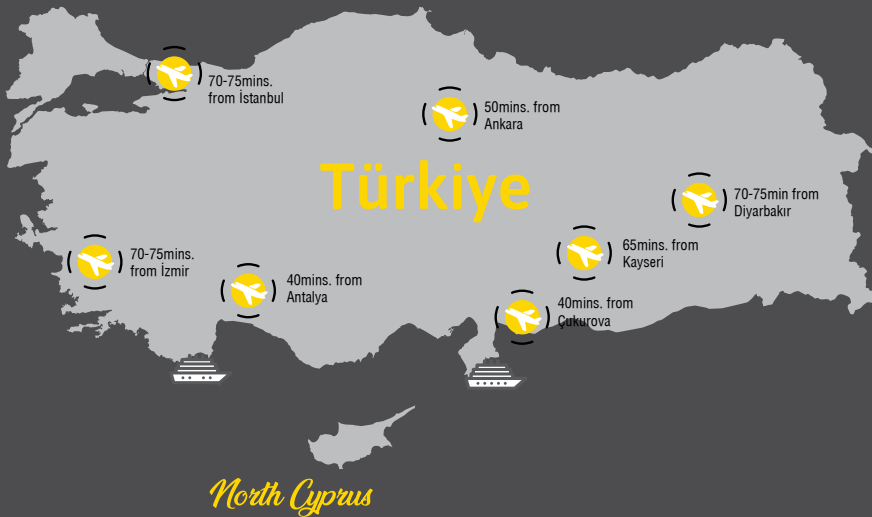 70-75mins.
from İstanbul
50mins. from
Ankara
Türkiye
70-75min from
Diyarbakır
65mins. from
Kayseri
70-75mins.
from İzmir
40mins. from
Antalya
40mins. from
Çukurova
North Cyprus